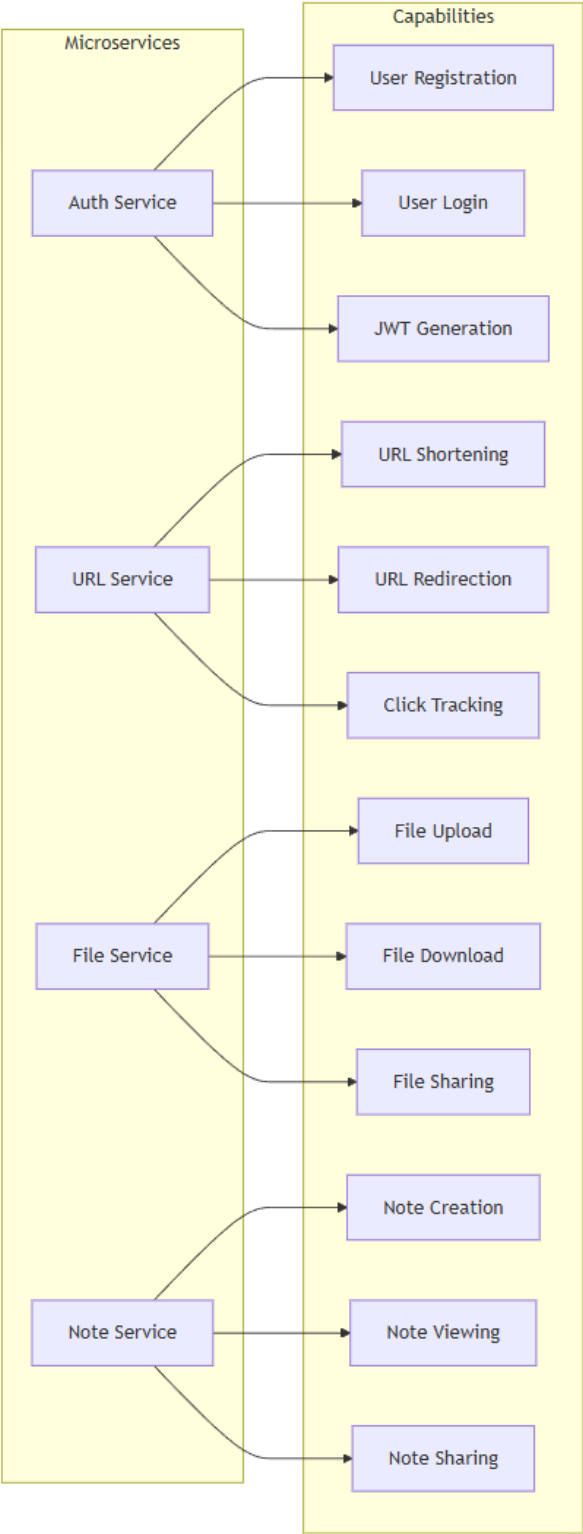 Microservices
Capabilities
Auth Service
User Registration
User Login
JWT Generation
URL Service
URL Shortening
URL Redirection
Click Tracking
File Service
File Upload
File Download
File Sharing
Note Service
Note Creation
Note Viewing
Note Sharing